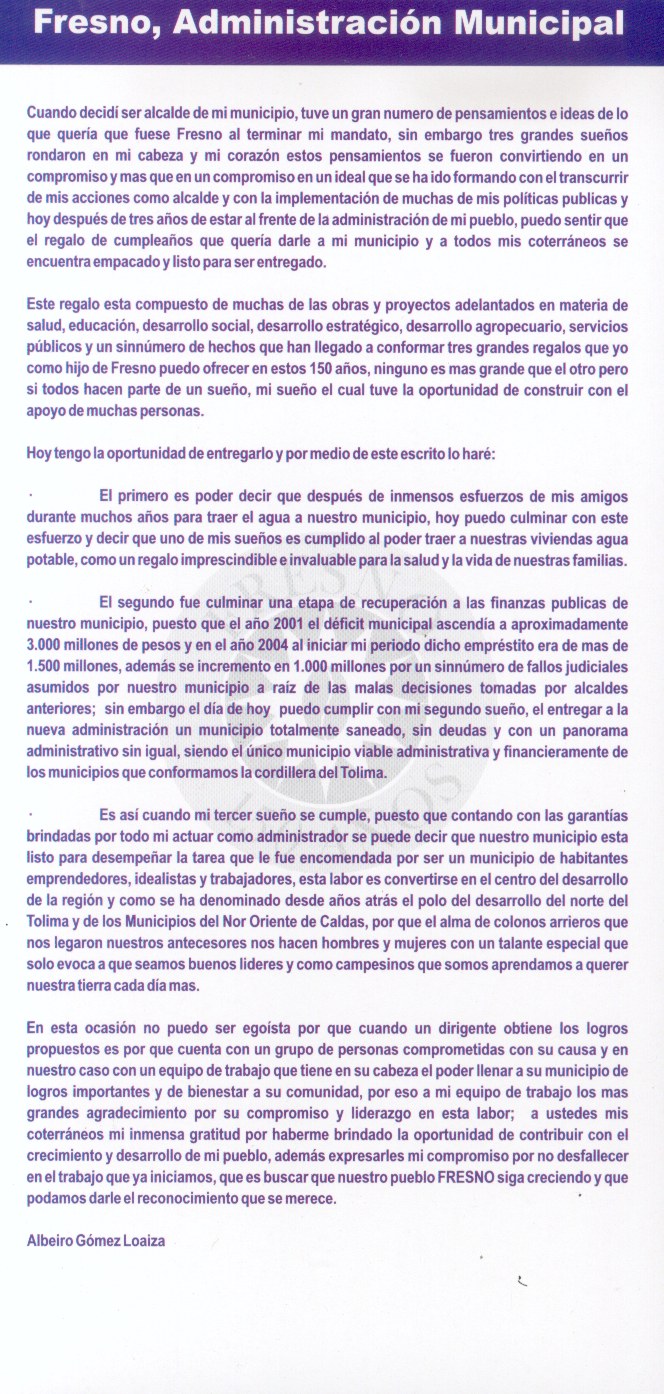 Fresno, Administración Municipal
Cuando decidí ser alcalde de mi municipio, tuve un gran numero de pensamientos e ideas de lo
que quería que fuese Fresno al terminar mi mandato, sin embargo tres grandes sueños
rondaron en mi cabeza y mi corazón estos pensamientos se fueron convirtiendo en un
compromiso y mas que en un compromiso en un ideal que se ha ido formando con el transcurrir
de mis acciones como alcalde y con la implementación de muchas de mis políticas publicas y
hoy después de tres años de estar al frente de la administración de mi pueblo, puedo sentir que
el regalo de cumpleaños que quería darle a mi municipio y a todos mis coterráneos se
encuentra empacado y listo para ser entregado.
Este regalo esta compuesto de muchas de las obras y proyectos adelantados en materia de
salud, educación, desarrollo social, desarrollo estratégico, desarrollo agropecuario, servicios
públicos y un sinnúmero de hechos que han llegado a conformar tres grandes regalos que yo
como hijo de Fresno puedo ofrecer en estos 150 años, ninguno es mas grande que el otro pero
si todos hacen parte de un sueño, mi sueño el cual tuve la oportunidad de construir con el
apoyo de muchas personas.
Hoy tengo la oportunidad de entregarlo y por medio de este escrito lo haré:
· El primero es poder decir que después de inmensos esfuerzos de mis amigos
durante muchos años para traer el agua a nuestro municipio, hoy puedo culminar con este
esfuerzo y decir que uno de mis sueños es cumplido al poder traer a nuestras viviendas agua
potable, como un regalo imprescindible e invaluable para la salud y la vida de nuestras familias.
· El segundo fue culminar una etapa de recuperación a las finanzas publicas de
nuestro municipio, puesto que el año 2001 el déficit municipal ascendía a aproximadamente
3.000 millones de pesos y en el año 2004 al iniciar mi periodo dicho empréstito era de mas de
1.500 millones, además se incremento en 1.000 millones por un sinnúmero de fallos judiciales
asumidos por nuestro municipio a raíz de las malas decisiones tomadas por alcaldes
anteriores; sin embargo el día de hoy puedo cumplir con mi segundo sueño, el entregar a la
nueva administración un municipio totalmente saneado, sin deudas y con un panorama
administrativo sin igual, siendo el único municipio viable administrativa y financieramente de
los municipios que conformamos la cordillera del Tolima.
· Es así cuando mi tercer sueño se cumple, puesto que contando con las garantías
brindadas por todo mi actuar como administrador se puede decir que nuestro municipio esta
listo para desempeñar la tarea que le fue encomendada por ser un municipio de habitantes
emprendedores, idealistas y trabajadores, esta labor es convertirse en el centro del desarrollo
de la región y como se ha denominado desde años atrás el polo del desarrollo del norte del
Tolima y de los Municipios del Nor Oriente de Caldas, por que el alma de colonos arrieros que
nos legaron nuestros antecesores nos hacen hombres y mujeres con un talante especial que
solo evoca a que seamos buenos lideres y como campesinos que somos aprendamos a querer
nuestra tierra cada día mas.
En esta ocasión no puedo ser egoísta por que cuando un dirigente obtiene los logros
propuestos es por que cuenta con un grupo de personas comprometidas con su causa y en
nuestro caso con un equipo de trabajo que tiene en su cabeza el poder llenar a su municipio de
logros importantes y de bienestar a su comunidad, por eso a mi equipo de trabajo los mas
grandes agradecimiento por su compromiso y liderazgo en esta labor; a ustedes mis
coterráneos mi inmensa gratitud por haberme brindado la oportunidad de contribuir con el
crecimiento y desarrollo de mi pueblo, además expresarles mi compromiso por no desfallecer
en el trabajo que ya iniciamos, que es buscar que nuestro pueblo FRESNO siga creciendo y que
podamos darle el reconocimiento que se merece.
Albeiro Gómez Loaiza
FRESNO